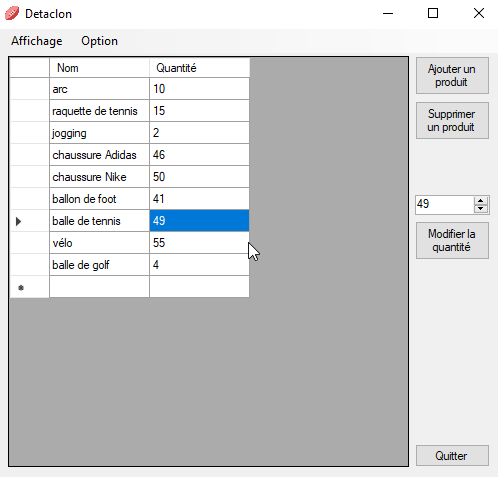 Detaclon
Affichage Option
Nom Quantité
arc 10
raquette de tennis 15
jogging 2
chaussure Adidas 46
chaussure Nike 50
ballon de foot 41
balle de tennis 49
vélo 55
balle de golf 4
Ajouter un
produit
Supprimer
un produit
49
Modifier la
quantité
Quitter